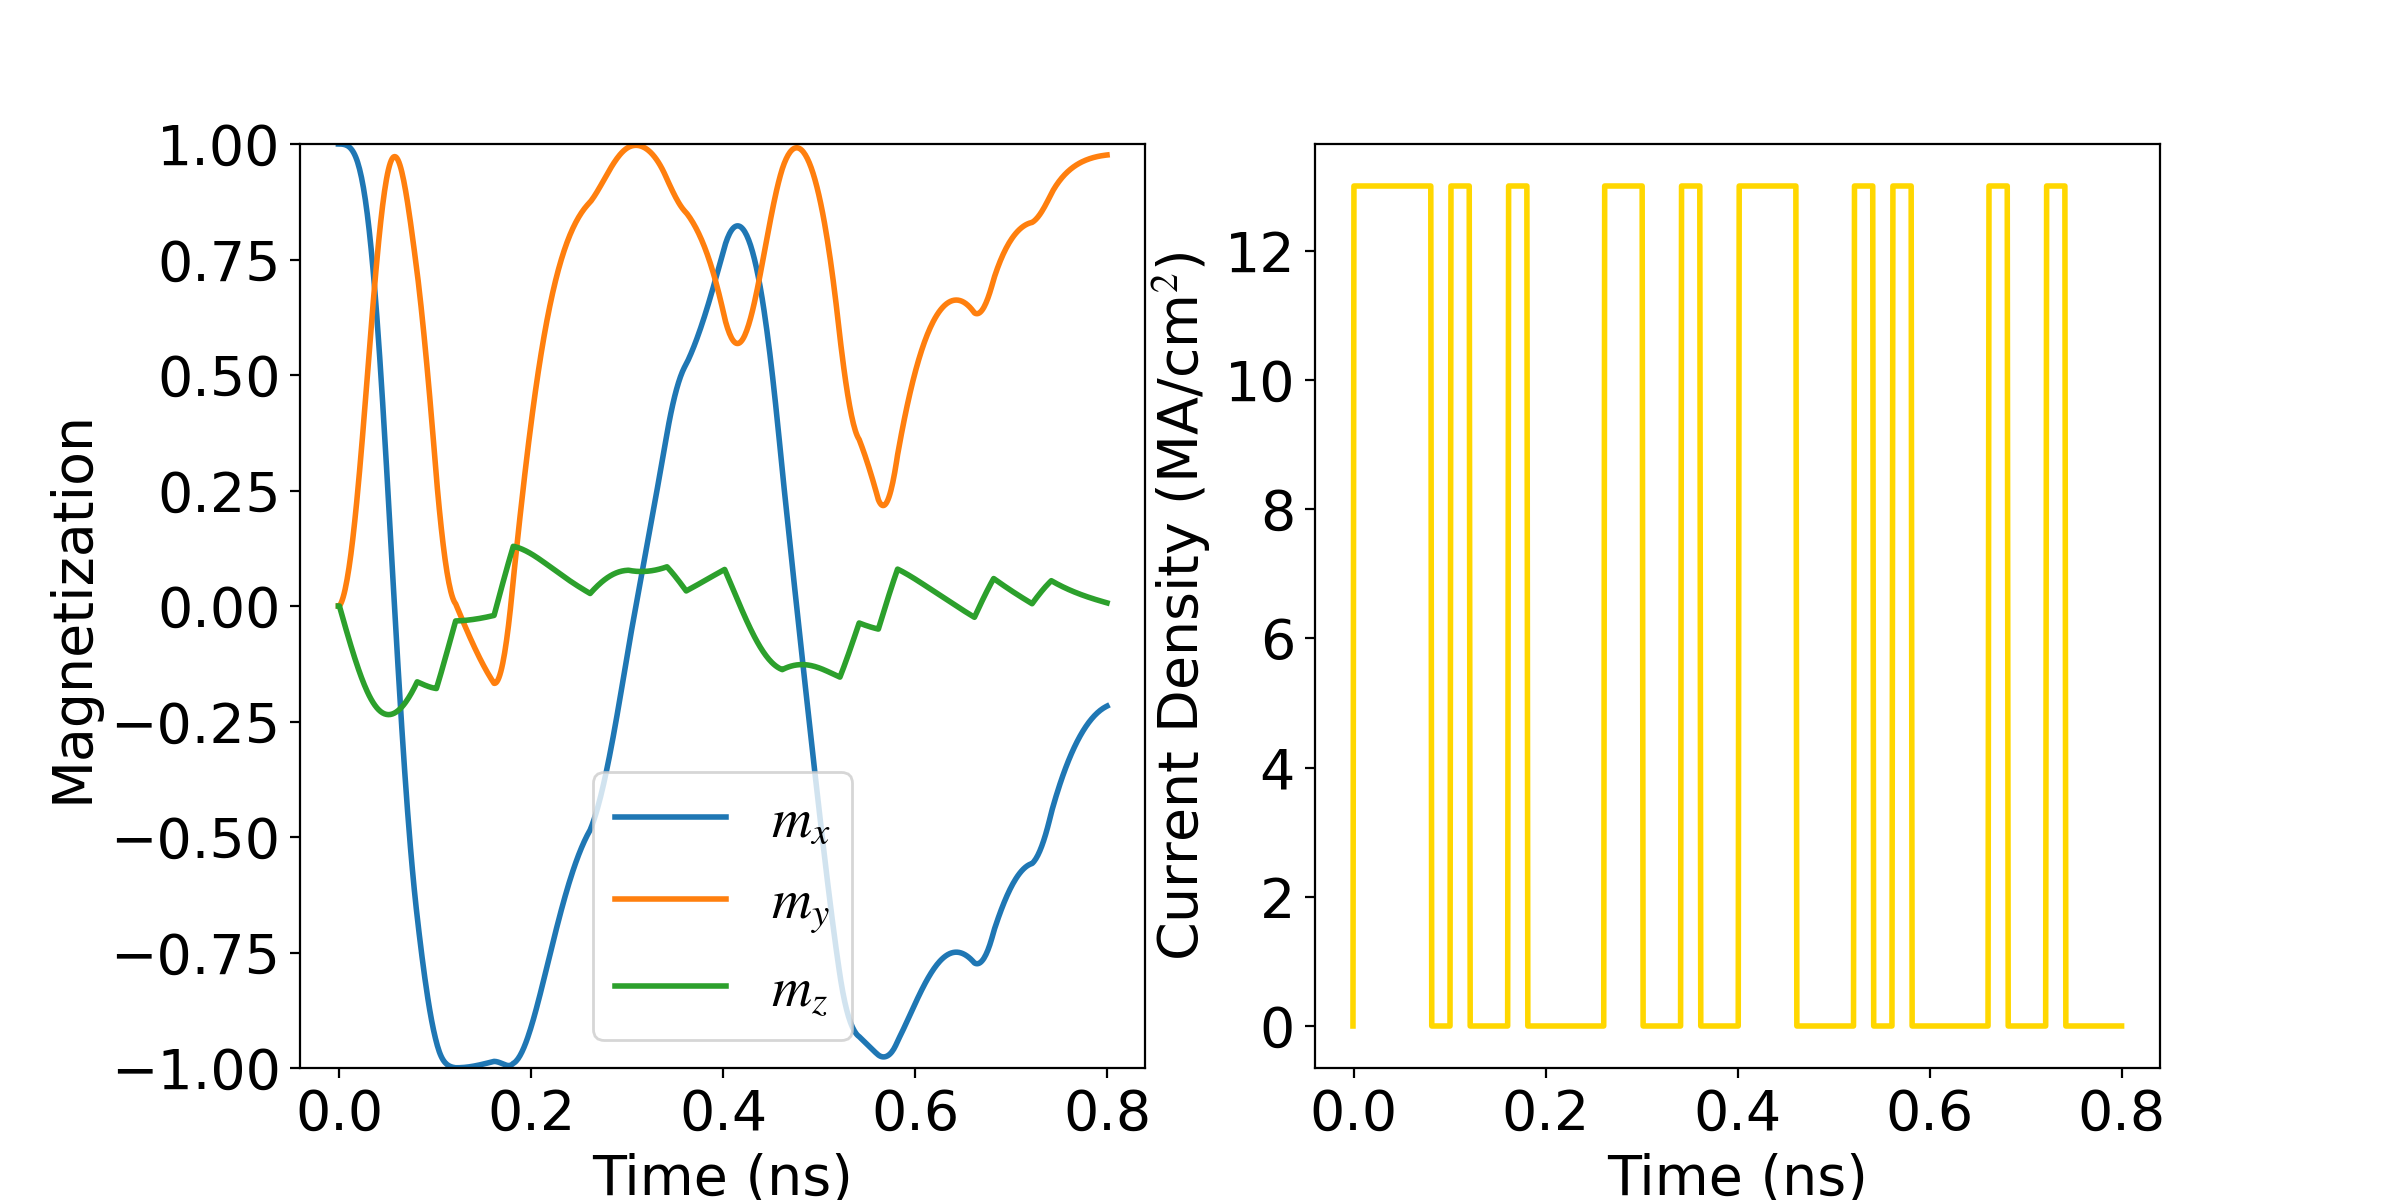 Magnetization
1.00
0.75
0.50
0.25
0.00
−0.25
−0.50
−0.75
−1.00
0.0 0.2 0.4 0.6 0.8
Time (ns)
m_x
m_y
m_z
Current Density (MA/cm²)
12
10
8
6
4
2
0
0.0 0.2 0.4 0.6 0.8
Time (ns)